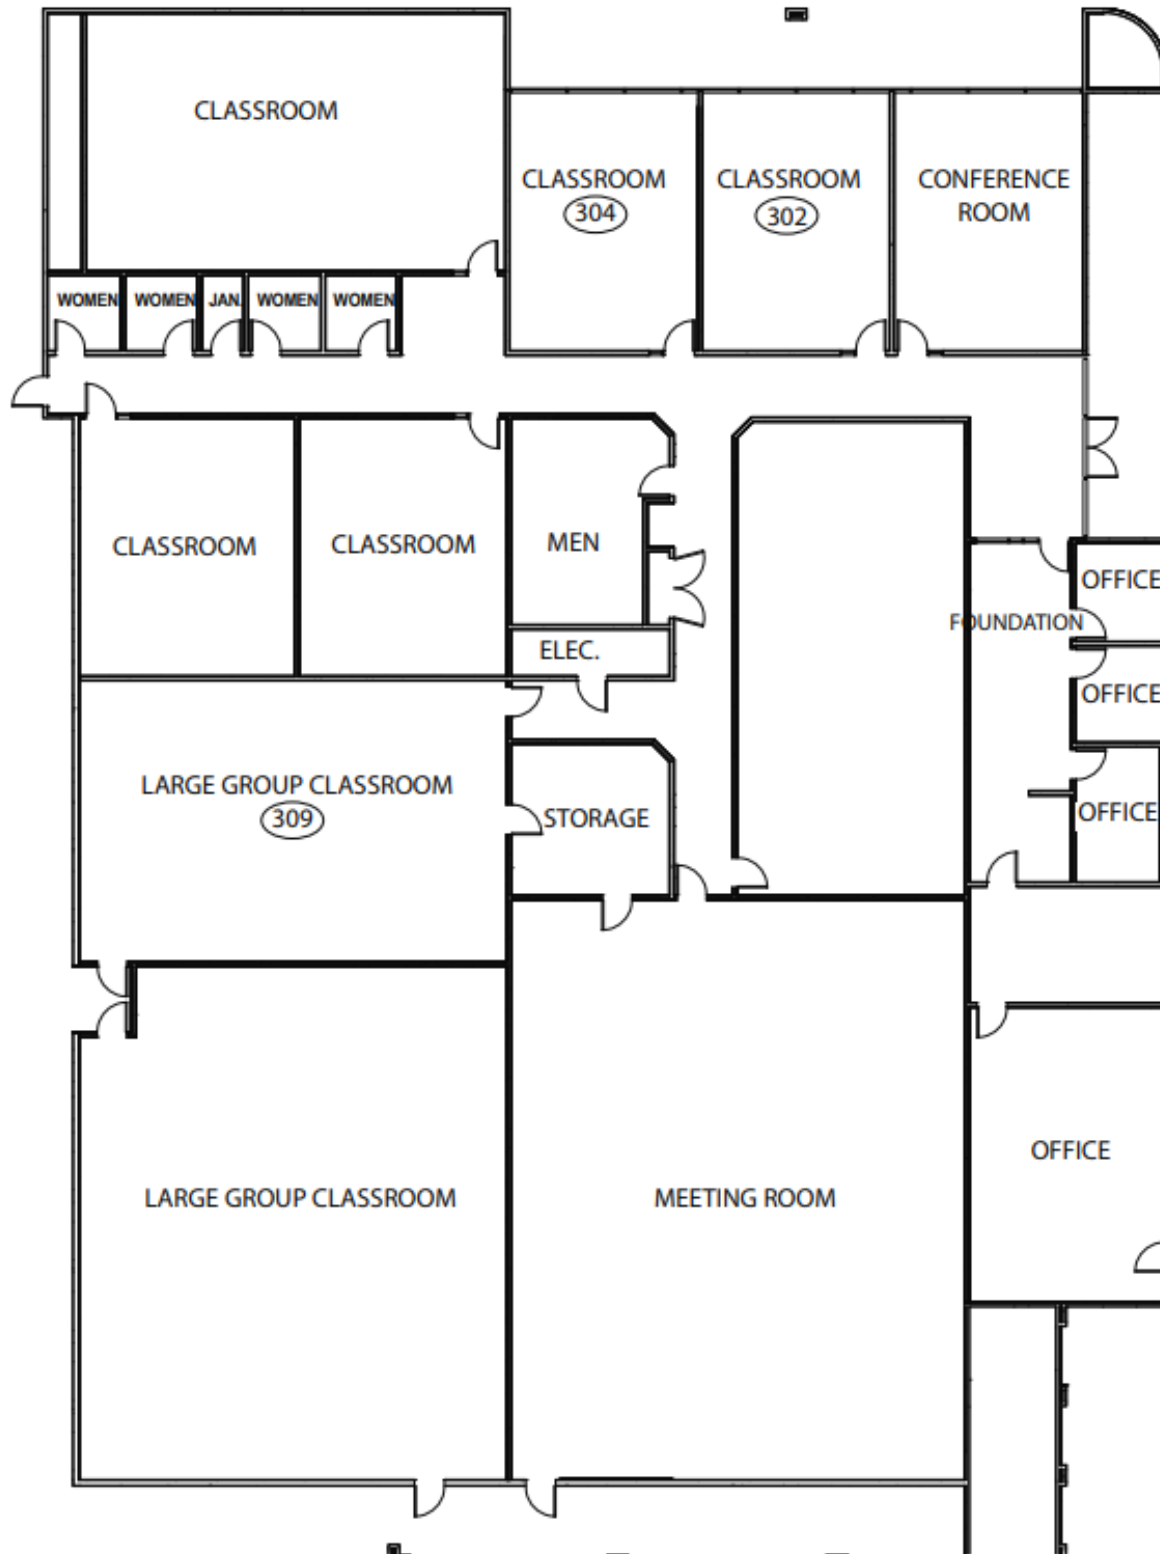 CLASSROOM
CLASSROOM
304
CLASSROOM
302
CONFERENCE
ROOM
WOMEN
WOMEN
JAN.
WOMEN
WOMEN
CLASSROOM
CLASSROOM
MEN
OFFICE
FOUNDATION
ELEC.
OFFICE
LARGE GROUP CLASSROOM
309
STORAGE
OFFICE
OFFICE
LARGE GROUP CLASSROOM
MEETING ROOM